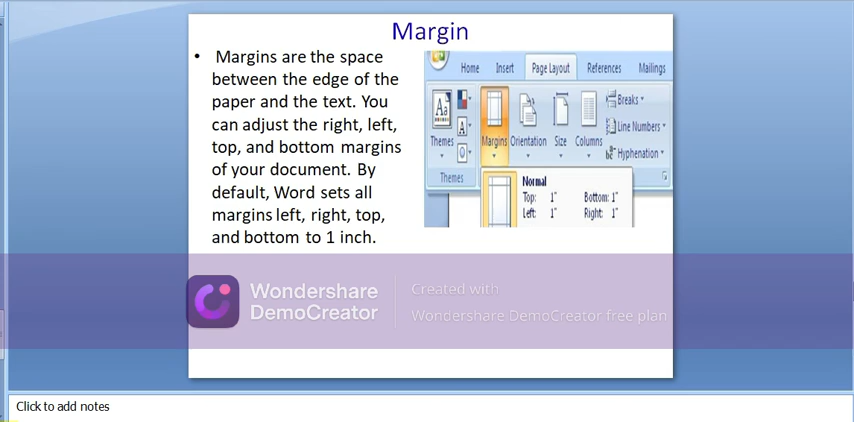 Margin
• Margins are the space
between the edge of the
paper and the text. You
can adjust the right, left,
top, and bottom margins
of your document. By
default, Word sets all
margins left, right, top,
and bottom to 1 inch.
Home Insert Page Layout References Mailings
Aa
A
Themes
Margins Orientation Size Columns
Breaks
Line Numbers
Hyphenation
Themes
Normal
Top: 1" Bottom: 1"
Left: 1" Right: 1"
Wondershare
DemoCreator
Created with
Wondershare DemoCreator free plan
Click to add notes